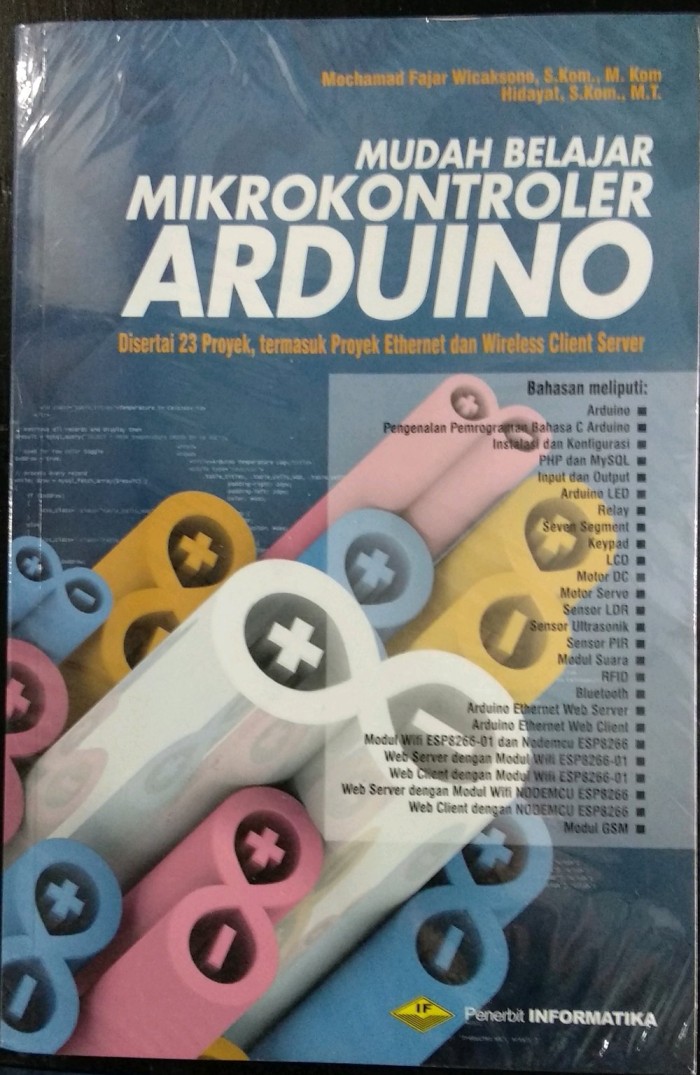 Mochamad Fajar Wicaksono, S.Kom., M. Kom
Hidayat, S.Kom., M.T.
MUDAH BELAJAR
MIKROKONTROLER
ARDUINO
Disertai 23 Proyek, termasuk Proyek Ethernet dan Wireless Client Server
Bahasan meliputi:
Arduino
Pengenalan Pemrograman Bahasa C Arduino
Instalasi dan Konfigurasi
PHP dan MySQL
Input dan Output
Arduino LED
Relay
Seven Segment
Keypad
LCD
Motor DC
Motor Servo
Sensor LDR
Sensor Ultrasonik
Sensor PIR
Modul Suara
RFID
Bluetooth
Arduino Ethernet Web Server
Arduino Ethernet Web Client
Modul Wifi ESP8266-01 dan Nodemcu ESP8266
Web Server dengan Modul Wifi ESP8266-01
Web Client dengan Modul Wifi ESP8266-01
Web Server dengan Modul Wifi NODEMCU ESP8266
Web Client dengan NODEMCU ESP8266
Modul GSM
IF
Penerbit INFORMATIKA